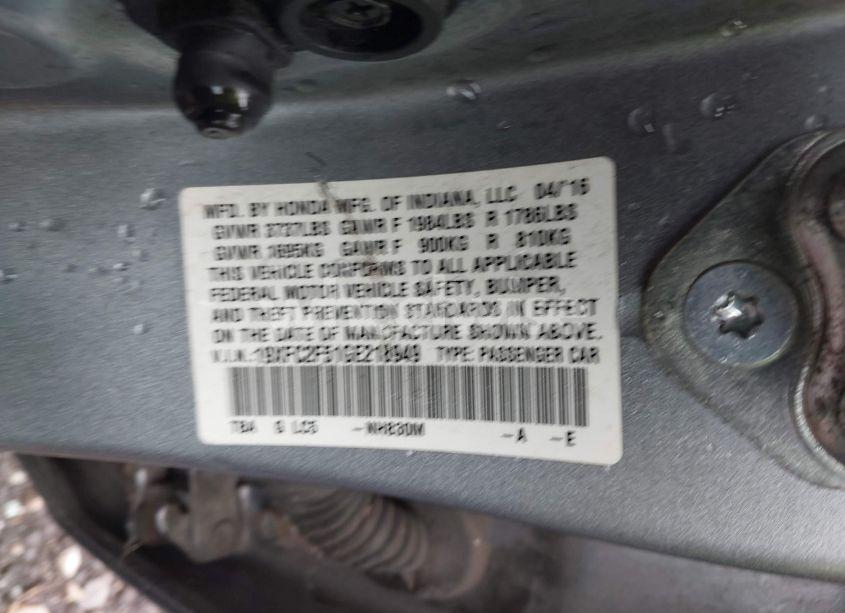 MFD. BY HONDA MFG. OF INDIANA, LLC 04/'16
GVWR 3737LBS GAWR F 1984LBS R 1786LBS
GVWR 1695KG GAWR F 900KG R 810KG
THIS VEHICLE CONFORMS TO ALL APPLICABLE
FEDERAL MOTOR VEHICLE SAFETY, BUMPER,
AND THEFT PREVENTION STANDARDS IN EFFECT
ON THE DATE OF MANUFACTURE SHOWN ABOVE.
V.I.N.: TYPE: PASSENGER CAR
TBA LC5 -NH830M -A -E